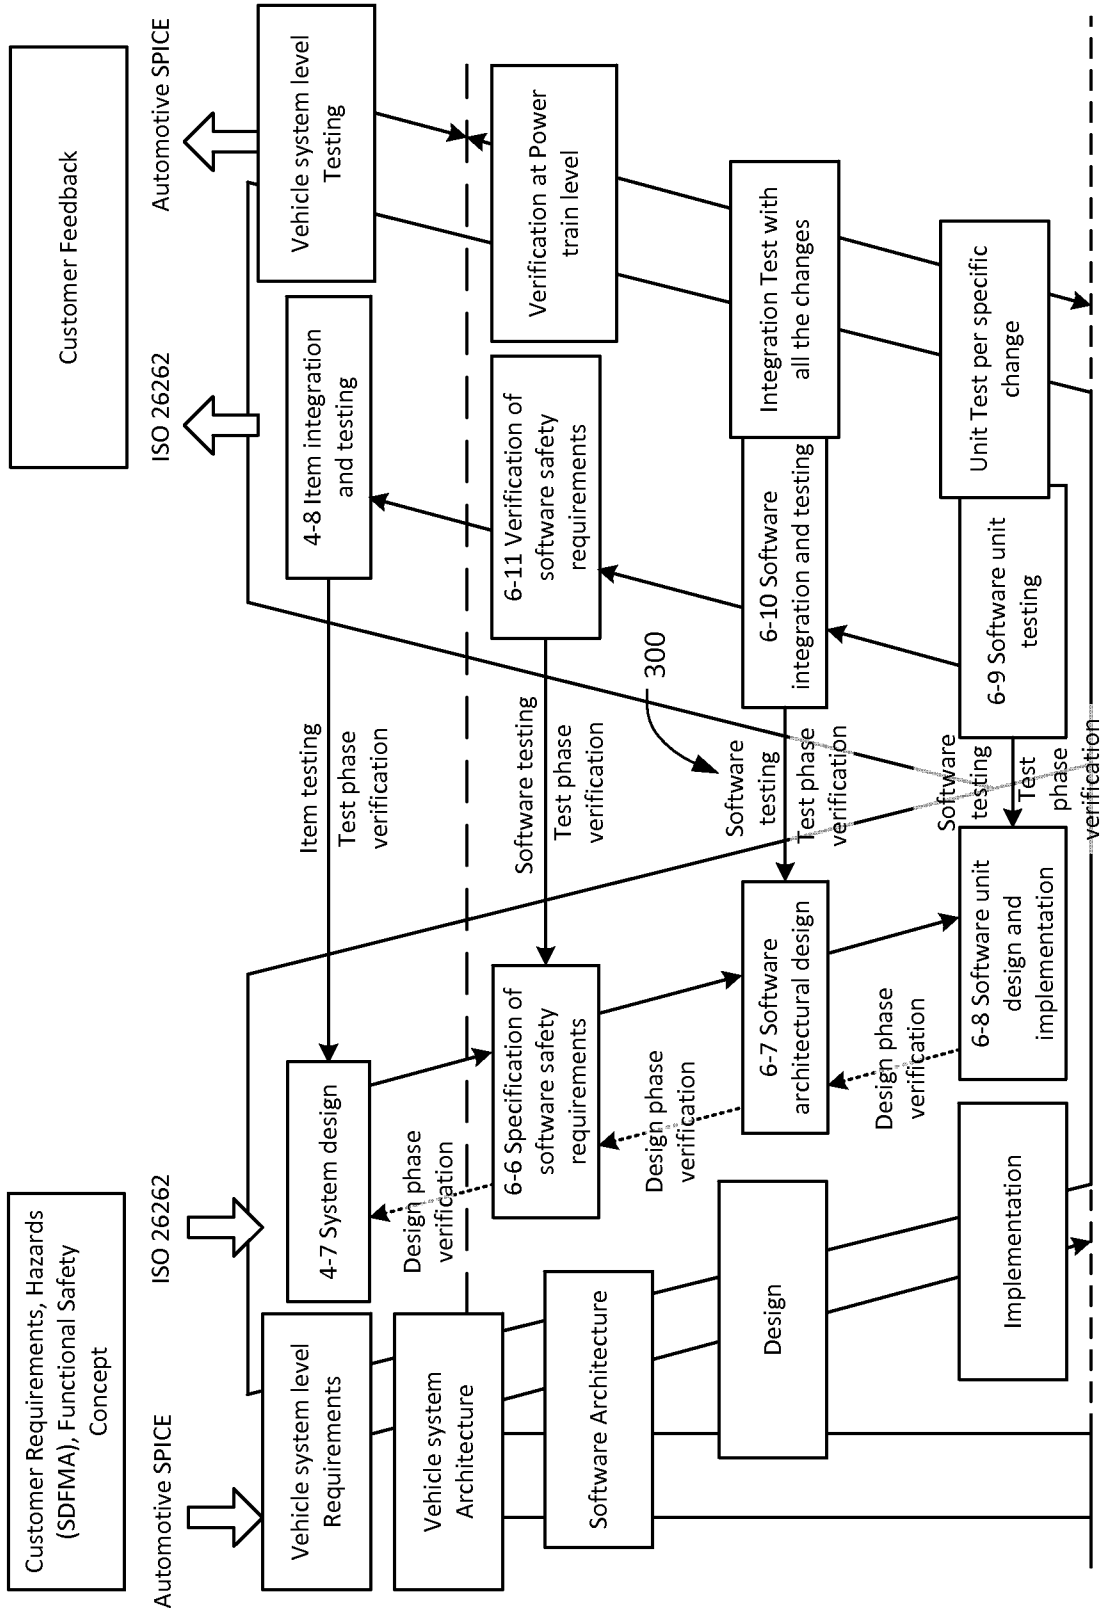 Customer Requirements, Hazards
(SDFMA), Functional Safety
Concept
Customer Feedback
Automotive SPICE
ISO 26262
ISO 26262
Automotive SPICE
Vehicle system level
Requirements
4-7 System design
Item testing
Test phase
verification
4-8 Item integration
and testing
Vehicle system level
Testing
Vehicle system
Architecture
Design phase
verification
Software Architecture
6-6 Specification of
software safety
requirements
Software testing
Test phase
verification
6-11 Verification of
software safety
requirements
Verification at Power
train level
Design phase
verification
300
Design
6-7 Software
architectural design
Software
testing
Test phase
verification
6-10 Software
integration and testing
Integration Test with
all the changes
Design phase
verification
Implementation
6-8 Software unit
design and
implementation
Software
testing
Test
phase
verification
6-9 Software unit
testing
Unit Test per specific
change